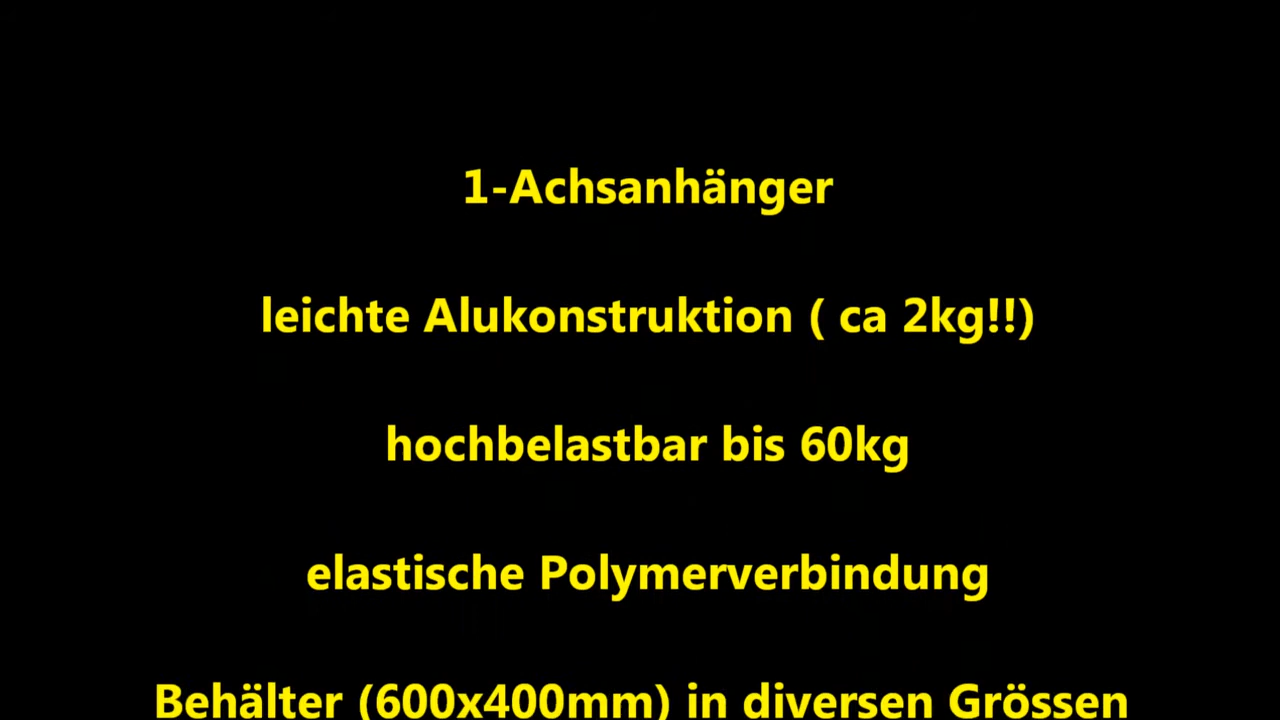 1-Achsanhänger
leichte Alukonstruktion ( ca 2kg!!)
hochbelastbar bis 60kg
elastische Polymerverbindung
Behälter (600x400mm) in diversen Grössen